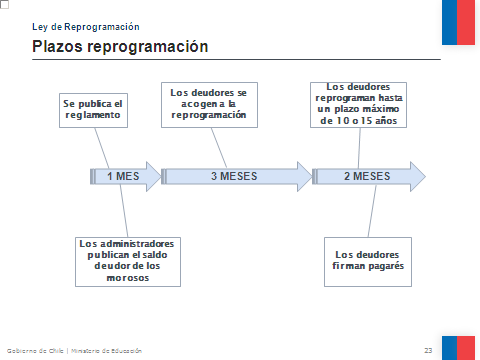 Ley de Reprogramación
Plazos reprogramación
Se publica el
reglamento
Los deudores se
acogen a la
reprogramación
Los deudores
reprograman hasta
un plazo máximo
de 10 o 15 años
1 MES
3 MESES
2 MESES
Los administradores
publican el saldo
deudor de los
morosos
Los deudores
firman pagarés
Gobierno de Chile | Ministerio de Educación
23